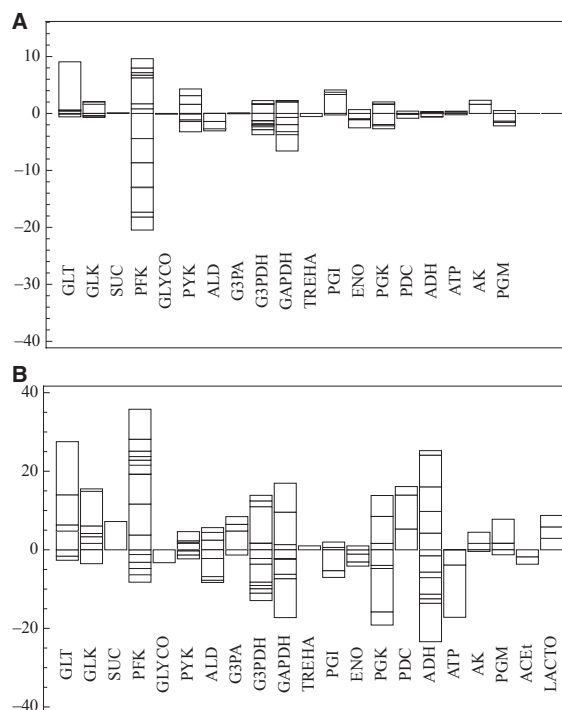 A
10
0
−10
−20
−30
−40
GLT
GLK
SUC
PFK
GLYCO
PYK
ALD
G3PA
G3PDH
GAPDH
TREHA
PGI
ENO
PGK
PDC
ADH
ATP
AK
PGM
B
40
20
0
−20
−40
GLT
GLK
SUC
PFK
GLYCO
PYK
ALD
G3PA
G3PDH
GAPDH
TREHA
PGI
ENO
PGK
PDC
ADH
ATP
AK
PGM
ACEt
LACTO